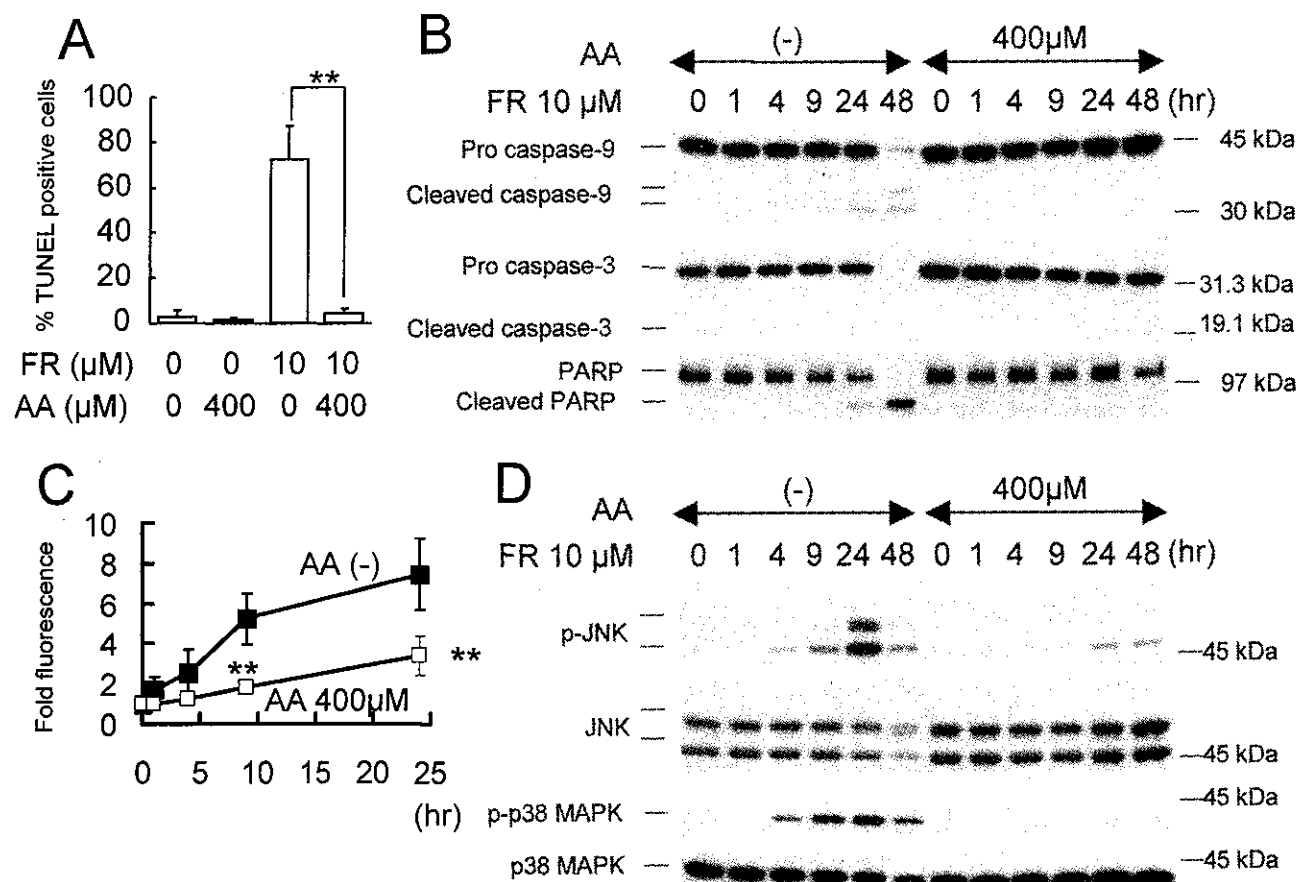 A
**
% TUNEL positive cells
100
80
60
40
20
0
FR (µM) 0 0 10 10
AA (µM) 0 400 0 400
B
AA (-) 400µM
FR 10 µM 0 1 4 9 24 48 0 1 4 9 24 48 (hr)
Pro caspase-9 45 kDa
Cleaved caspase-9 30 kDa
Pro caspase-3 31.3 kDa
Cleaved caspase-3 19.1 kDa
PARP 97 kDa
Cleaved PARP
C
Fold fluorescence
10
8
6
4
2
0
AA (-)
**
**
AA 400µM
0 5 10 15 20 25
(hr)
D
AA (-) 400µM
FR 10 µM 0 1 4 9 24 48 0 1 4 9 24 48 (hr)
p-JNK 45 kDa
JNK 45 kDa
p-p38 MAPK 45 kDa
p38 MAPK 45 kDa